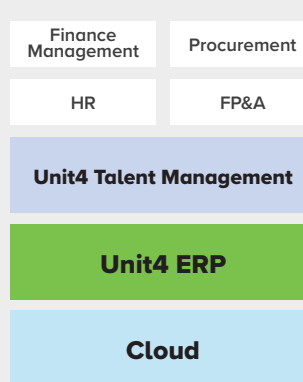 Finance
Management
Procurement
HR
FP&A
Unit4 Talent Management
Unit4 ERP
Cloud